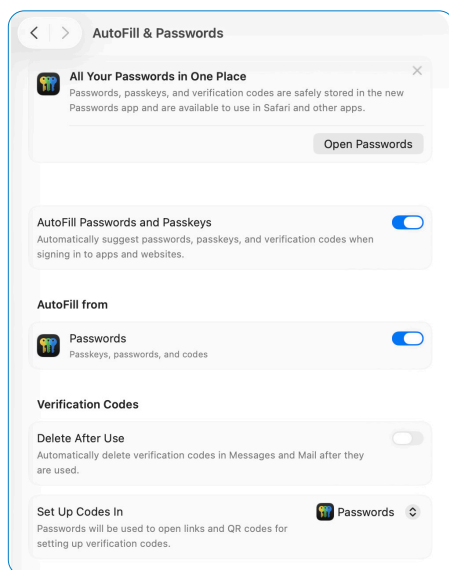 AutoFill & Passwords
All Your Passwords in One Place
Passwords, passkeys, and verification codes are safely stored in the new
Passwords app and are available to use in Safari and other apps.
Open Passwords
AutoFill Passwords and Passkeys
Automatically suggest passwords, passkeys, and verification codes when
signing in to apps and websites.
AutoFill from
Passwords
Passkeys, passwords, and codes
Verification Codes
Delete After Use
Automatically delete verification codes in Messages and Mail after they
are used.
Set Up Codes In
Passwords
Passwords will be used to open links and QR codes for
setting up verification codes.